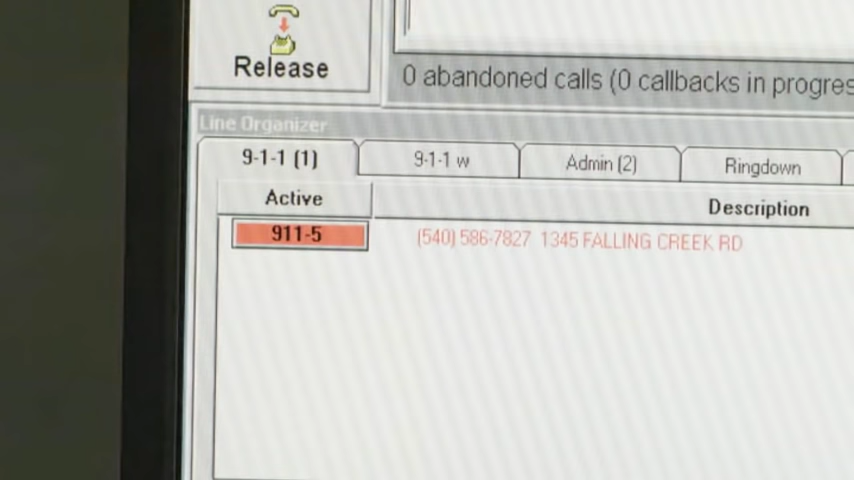 Release
0 abandoned calls (0 callbacks in progres
Line Organizer
9-1-1 (1)
9-1-1 w
Admin (2)
Ringdown
Active
Description
911-5
(540) 586-7827 1345 FALLING CREEK RD